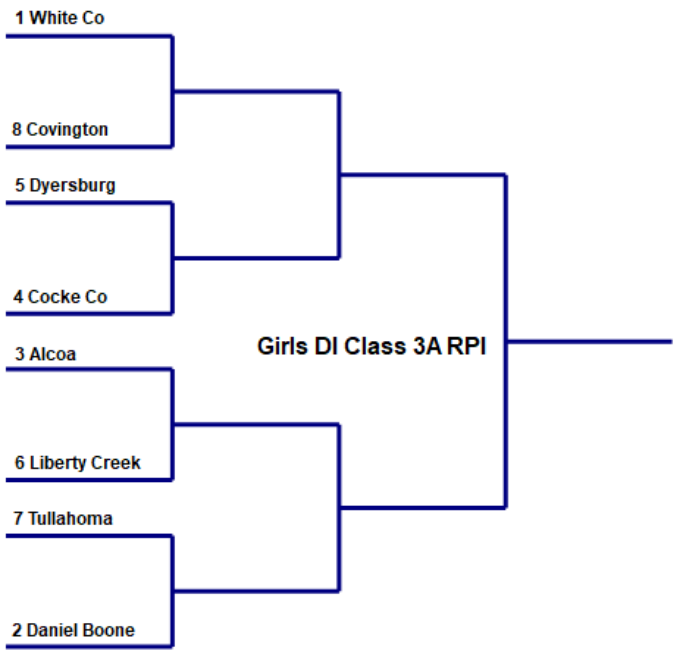 1 White Co
8 Covington
5 Dyersburg
4 Cocke Co
Girls DI Class 3A RPI
3 Alcoa
6 Liberty Creek
7 Tullahoma
2 Daniel Boone